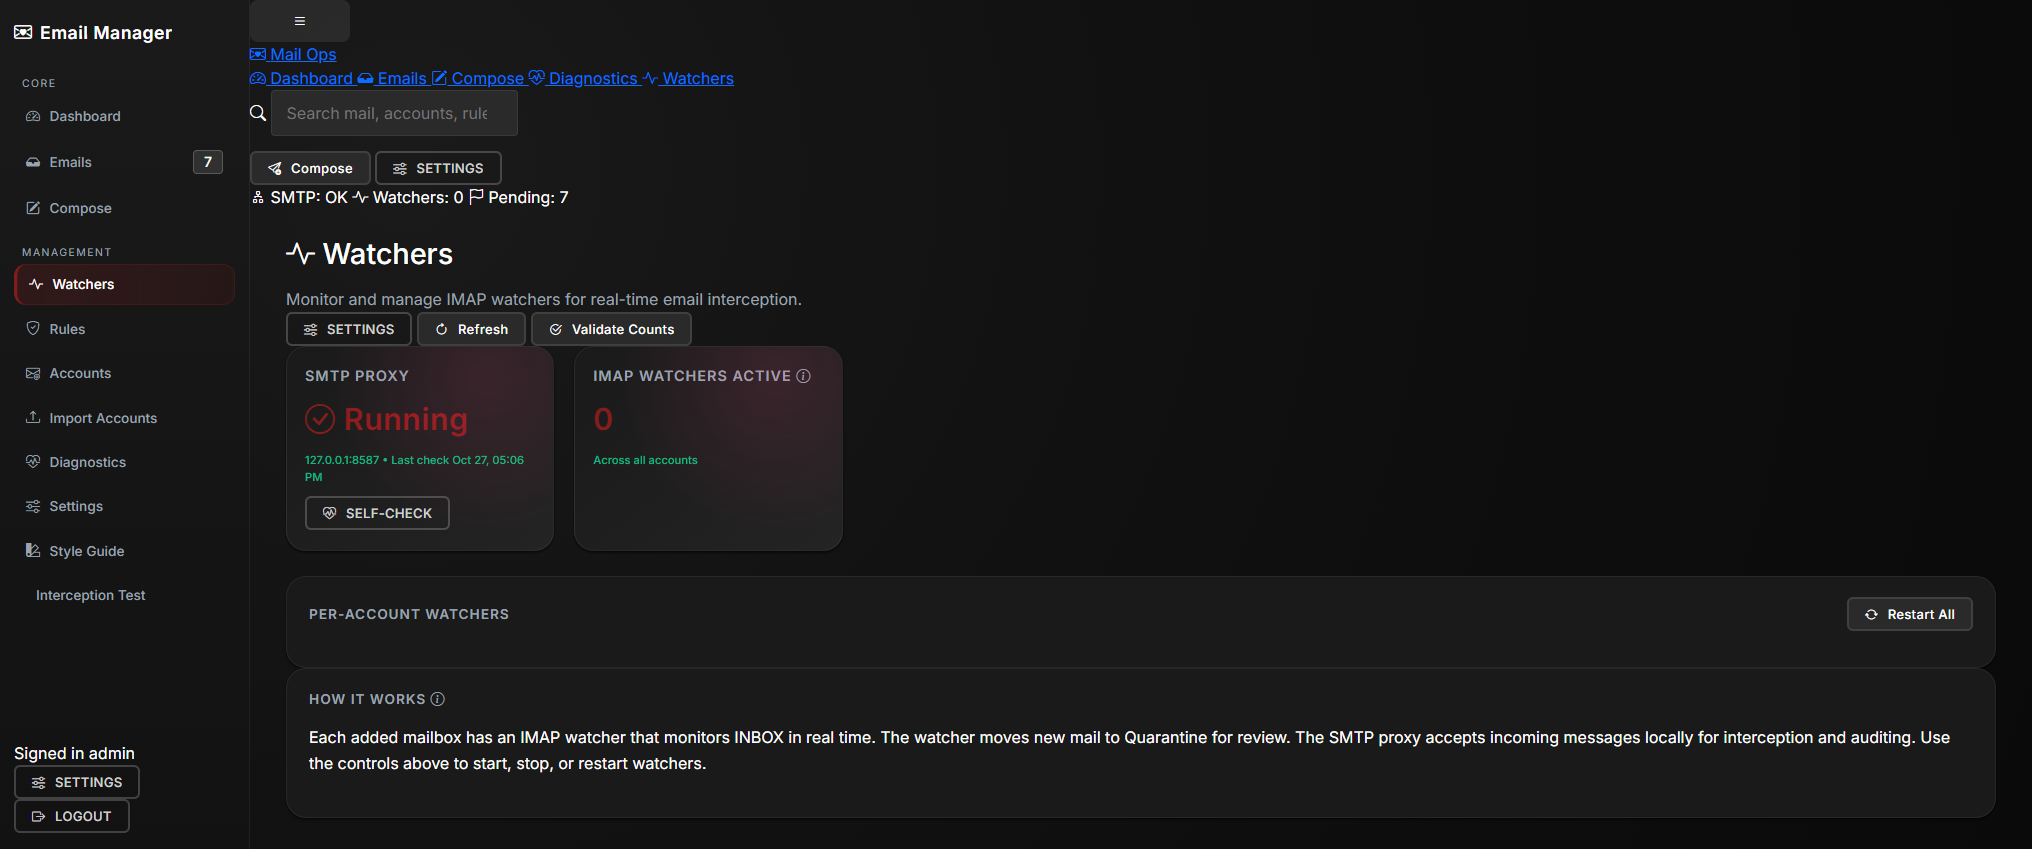 Email Manager
CORE
Dashboard
Emails 7
Compose
MANAGEMENT
Watchers
Rules
Accounts
Import Accounts
Diagnostics
Settings
Style Guide
Interception Test
Signed in admin
SETTINGS
LOGOUT
Mail Ops
Dashboard Emails Compose Diagnostics Watchers
Search mail, accounts, rule
Compose SETTINGS
SMTP: OK Watchers: 0 Pending: 7
Watchers
Monitor and manage IMAP watchers for real-time email interception.
SETTINGS Refresh Validate Counts
SMTP PROXY
Running
127.0.0.1:8587 • Last check Oct 27, 05:06
PM
SELF-CHECK
IMAP WATCHERS ACTIVE
0
Across all accounts
PER-ACCOUNT WATCHERS
Restart All
HOW IT WORKS
Each added mailbox has an IMAP watcher that monitors INBOX in real time. The watcher moves new mail to Quarantine for review. The SMTP proxy accepts incoming messages locally for interception and auditing. Use
the controls above to start, stop, or restart watchers.